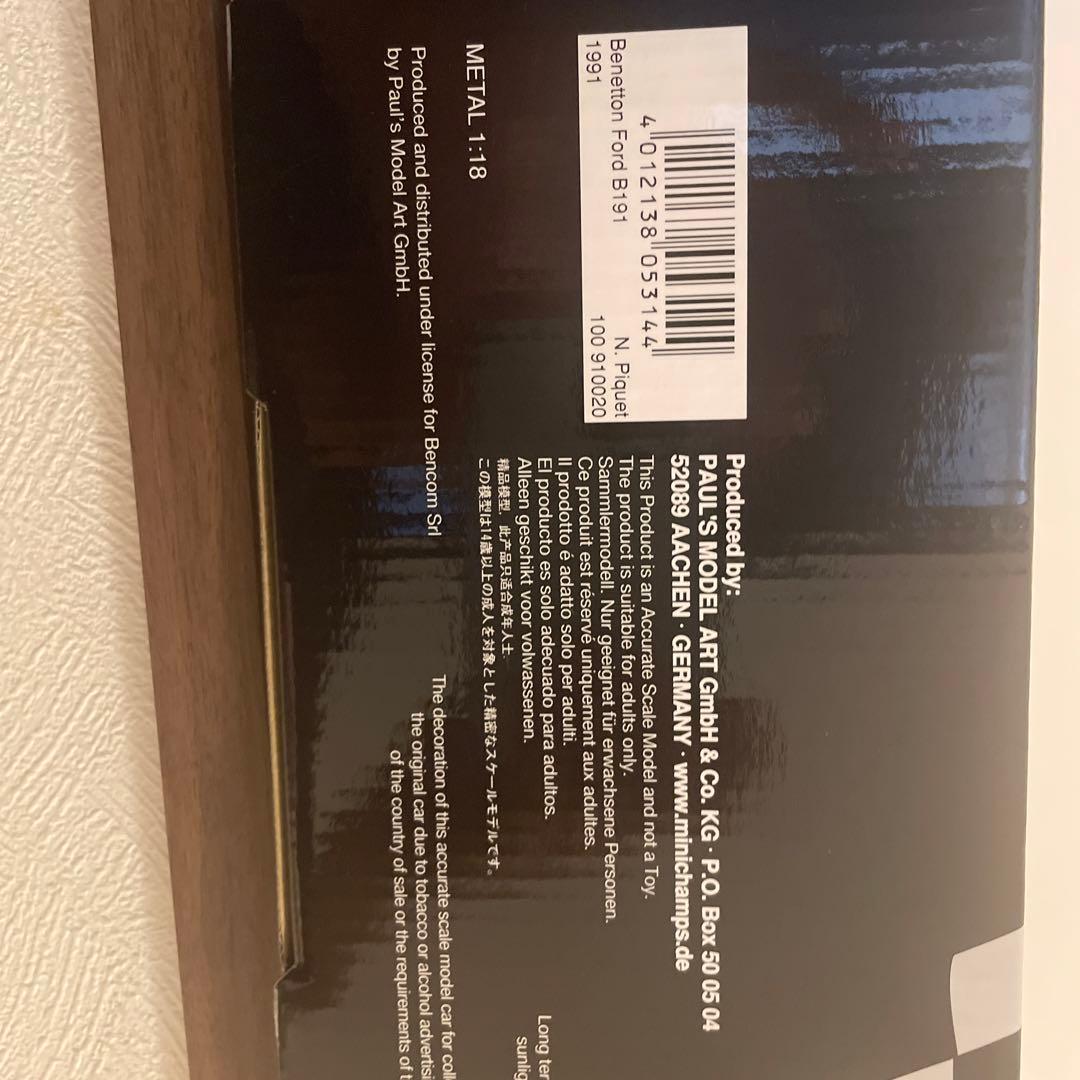 4 012138 053144
Benetton Ford B191 N. Piquet
1991 100 910020
METAL 1:18
Produced and distributed under license for Bencom Srl
by Paul's Model Art GmbH.
Produced by:
PAUL'S MODEL ART GmbH & Co. KG · P.O. Box 50 05 04
52089 AACHEN · GERMANY · www.minichamps.de
This Product is an Accurate Scale Model and not a Toy.
The product is suitable for adults only.
Sammlermodell. Nur geeignet für erwachsene Personen.
Ce produit est réservé uniquement aux adultes.
Il prodotto é adatto solo per adulti.
El producto es solo adecuado para adultos.
Alleen geschikt voor volwassenen.
精品模型，此产品只适合成年人士.
この模型は14歳以上の成人を対象とした精密なスケールモデルです。
The decoration of this accurate scale model car for coll
the original car due to tobacco or alcohol advertisi
of the country of sale or the requirements of t
Long ter
sunlig